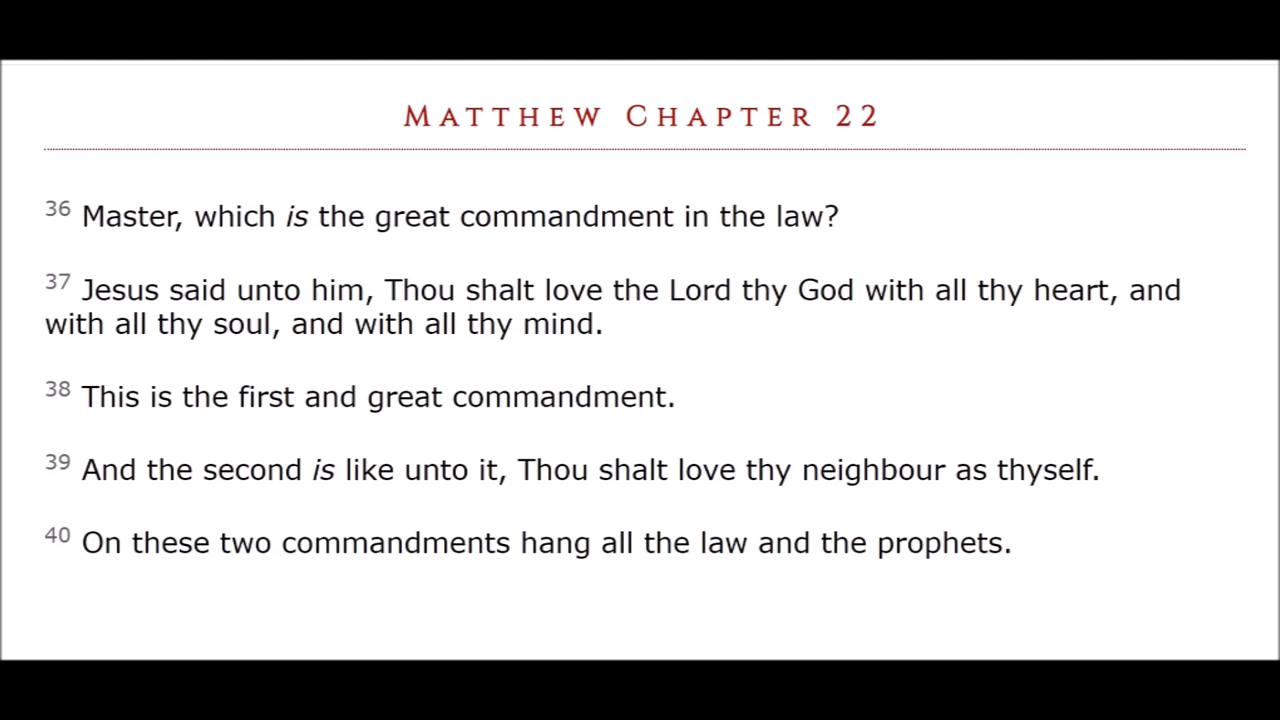 Matthew Chapter 22
36 Master, which is the great commandment in the law?
37 Jesus said unto him, Thou shalt love the Lord thy God with all thy heart, and
with all thy soul, and with all thy mind.
38 This is the first and great commandment.
39 And the second is like unto it, Thou shalt love thy neighbour as thyself.
40 On these two commandments hang all the law and the prophets.